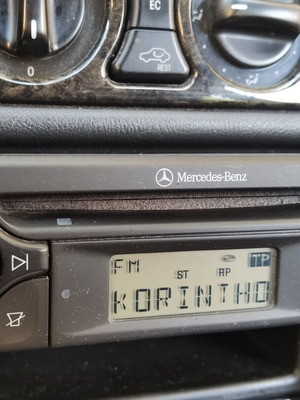 EC
REST
0
Mercedes-Benz
FM
ST RP TP
KORINTHO